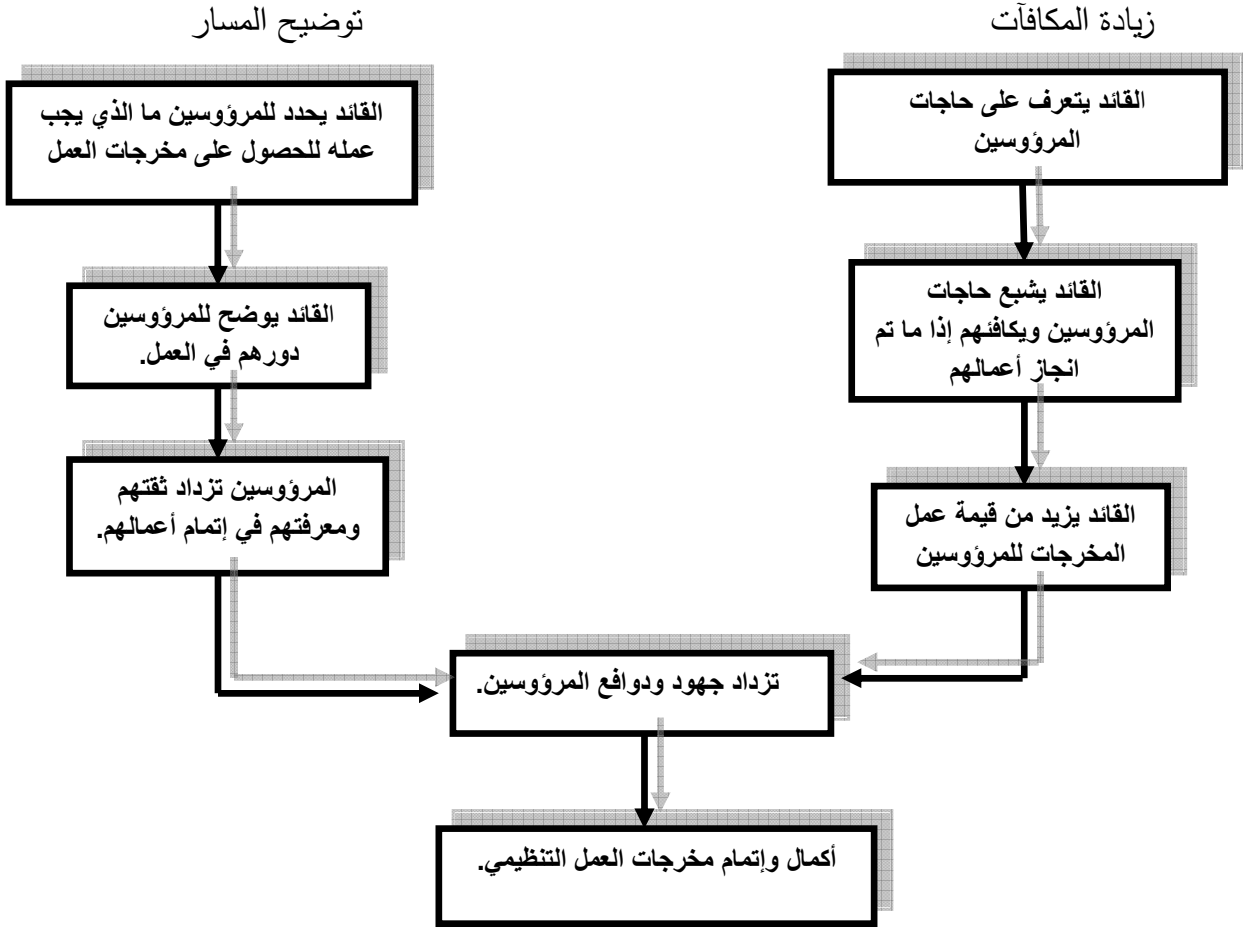 زيادة المكافآت
توضيح المسار
القائد يتعرف على حاجات
المرؤوسين
القائد يشبع حاجات
المرؤوسين ويكافئهم إذا ما تم
انجاز أعمالهم
القائد يزيد من قيمة عمل
المخرجات للمرؤوسين
القائد يحدد للمرؤوسين ما الذي يجب
عمله للحصول على مخرجات العمل
القائد يوضح للمرؤوسين
دورهم في العمل.
المرؤوسين تزداد ثقتهم
ومعرفتهم في إتمام أعمالهم.
تزداد جهود ودوافع المرؤوسين.
أكمال وإتمام مخرجات العمل التنظيمي.